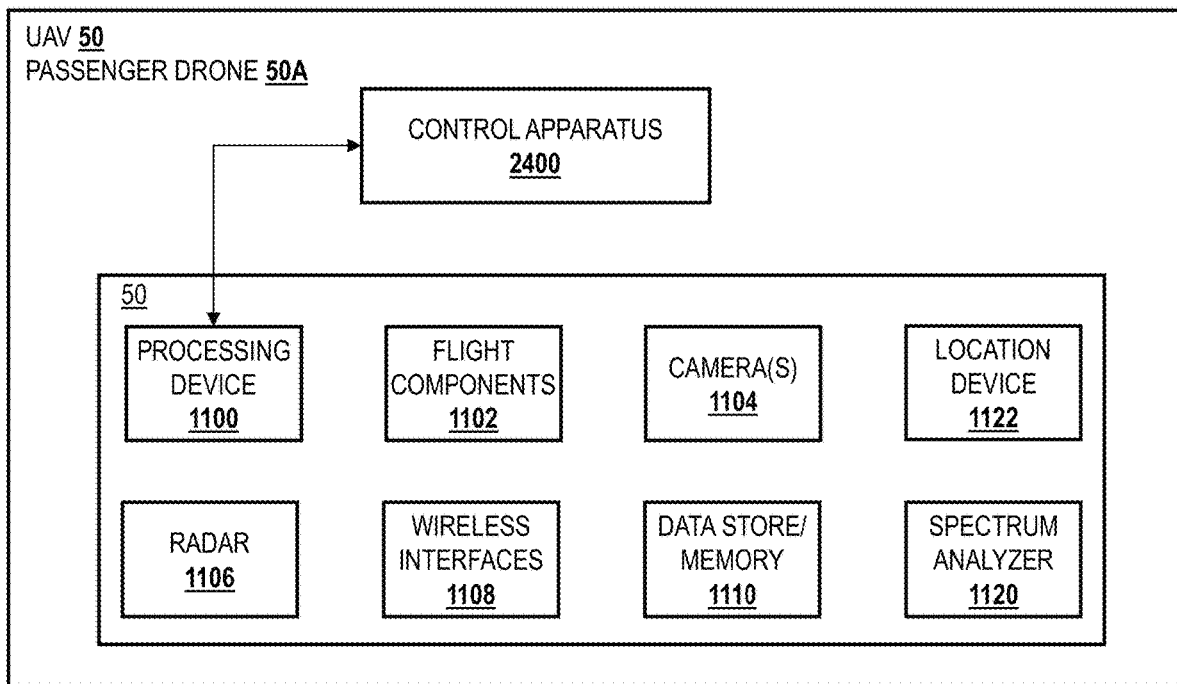 UAV 50
PASSENGER DRONE 50A
CONTROL APPARATUS
2400
50
PROCESSING
DEVICE
1100
FLIGHT
COMPONENTS
1102
CAMERA(S)
1104
LOCATION
DEVICE
1122
RADAR
1106
WIRELESS
INTERFACES
1108
DATA STORE/
MEMORY
1110
SPECTRUM
ANALYZER
1120